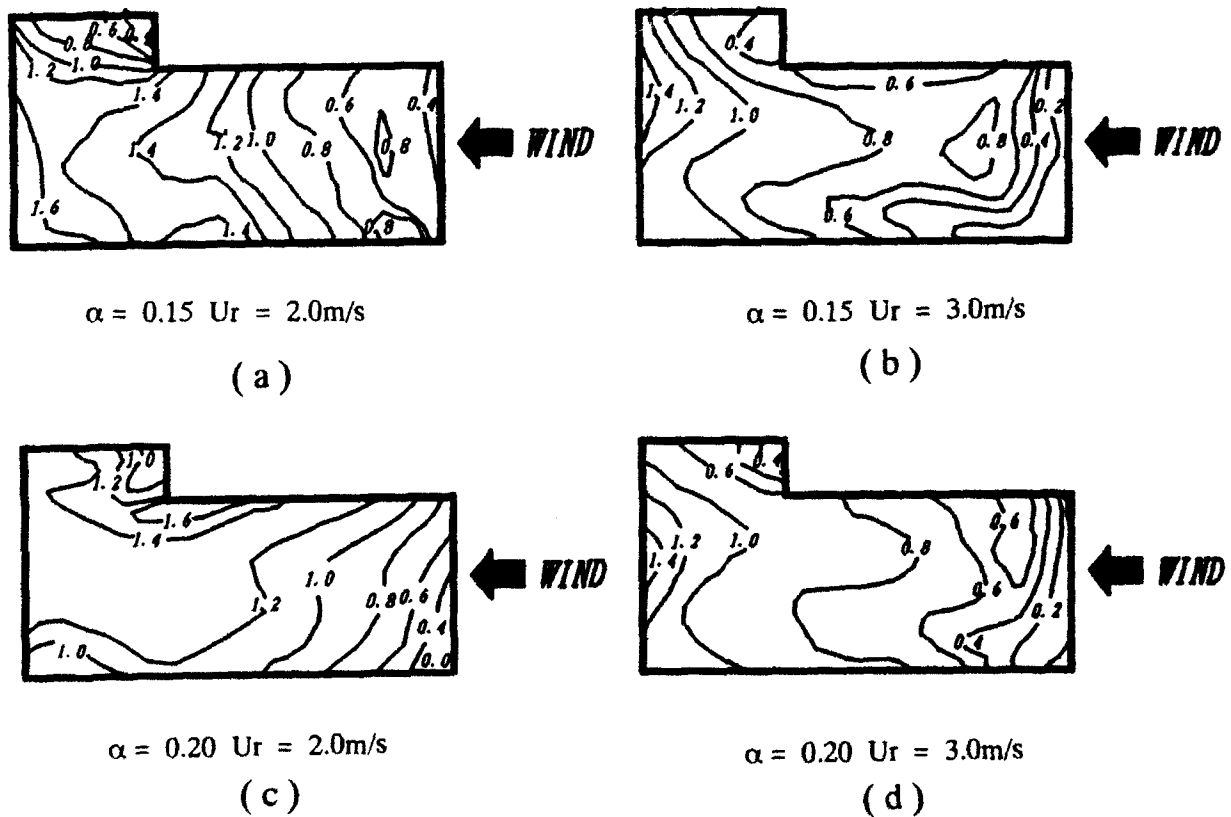 0.8 0.6 0.4
1.2 1.0
1.4 0.6 0.4
1.4 1.2 1.0 0.8 0.8
1.6 1.4 0.8
WIND
α = 0.15 Ur = 2.0m/s
(a)
0.4
1.4 1.2 1.0 0.6 0.2
0.8 0.8 0.4
0.6
WIND
α = 0.15 Ur = 3.0m/s
(b)
1.0
1.2
1.6
1.4
1.0
1.2 0.8 0.6
0.4
1.0 0.0
WIND
α = 0.20 Ur = 2.0m/s
(c)
0.6 0.4
0.6
1.2 1.0 0.8
1.4
0.6
0.2
0.4
WIND
α = 0.20 Ur = 3.0m/s
(d)